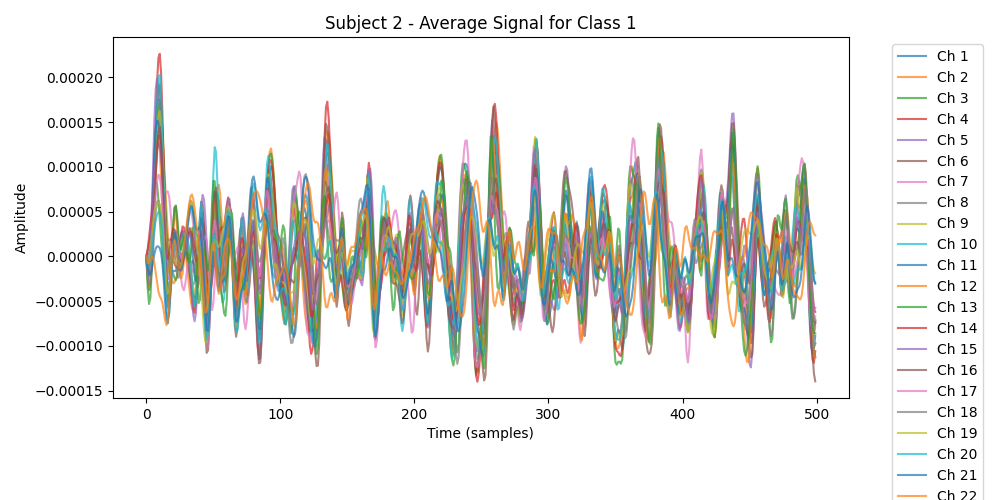 Subject 2 - Average Signal for Class 1
Amplitude
0.00020
0.00015
0.00010
0.00005
0.00000
−0.00005
−0.00010
−0.00015
0
100
200
300
400
500
Time (samples)
Ch 1
Ch 2
Ch 3
Ch 4
Ch 5
Ch 6
Ch 7
Ch 8
Ch 9
Ch 10
Ch 11
Ch 12
Ch 13
Ch 14
Ch 15
Ch 16
Ch 17
Ch 18
Ch 19
Ch 20
Ch 21
Ch 22